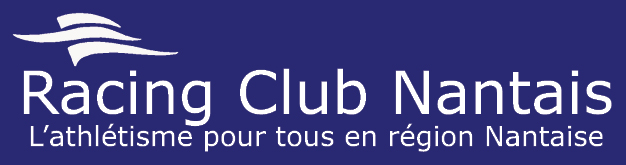 Racing Club Nantais
L'athlétisme pour tous en région Nantaise